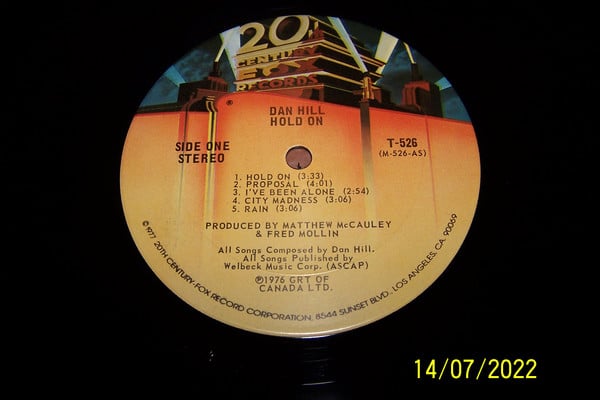 20th
CENTURY
FOX
RECORDS
®
DAN HILL
HOLD ON
SIDE ONE
STEREO
T-526
(M-526-AS)
1. HOLD ON (3:33)
2. PROPOSAL (4:01)
3. I'VE BEEN ALONE (2:54)
4. CITY MADNESS (3:06)
5. RAIN (3:06)
PRODUCED BY MATTHEW McCAULEY
& FRED MOLLIN
All Songs Composed by Dan Hill.
All Songs Published by
Welbeck Music Corp. (ASCAP)
℗1976 GRT OF
CANADA LTD.
©1977 20TH CENTURY-FOX RECORD CORPORATION, 8544 SUNSET BLVD., LOS ANGELES, CA. 90069
14/07/2022